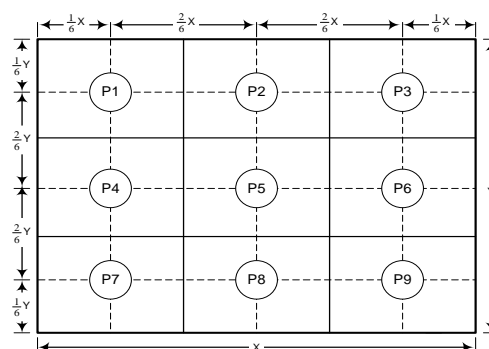 1/6 X 2/6 X 2/6 X 1/6 X
1/6 Y
P1 P2 P3
2/6 Y
P4 P5 P6
2/6 Y
P7 P8 P9
1/6 Y
X